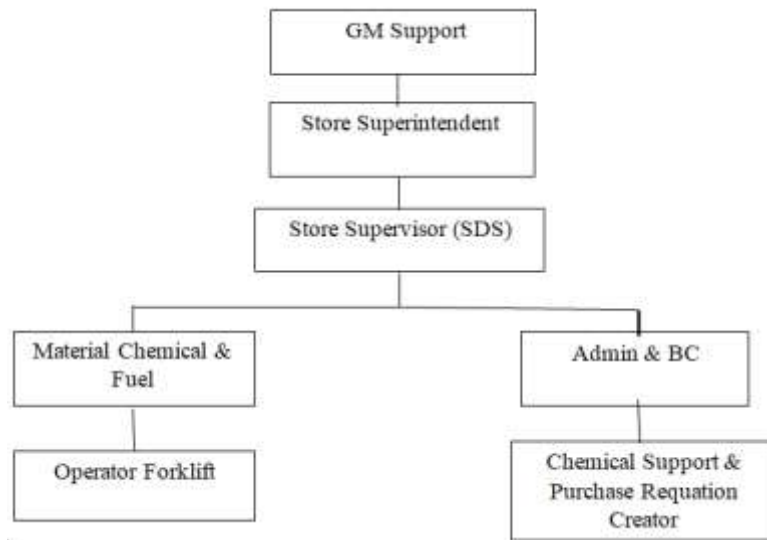 GM Support
Store Superintendent
Store Supervisor (SDS)
Material Chemical &
Fuel
Admin & BC
Operator Forklift
Chemical Support &
Purchase Requation
Creator